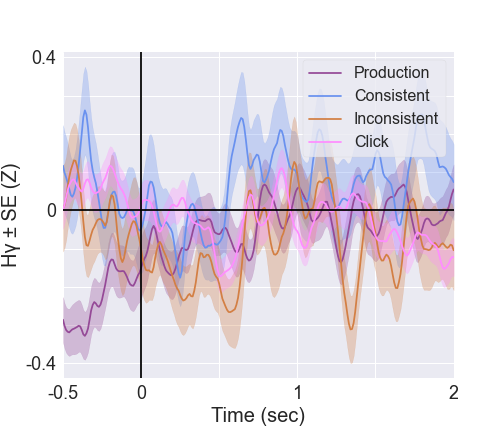 Production
Consistent
Inconsistent
Click
0.4
0
-0.4
Hγ ± SE (Z)
-0.5
0
1
2
Time (sec)